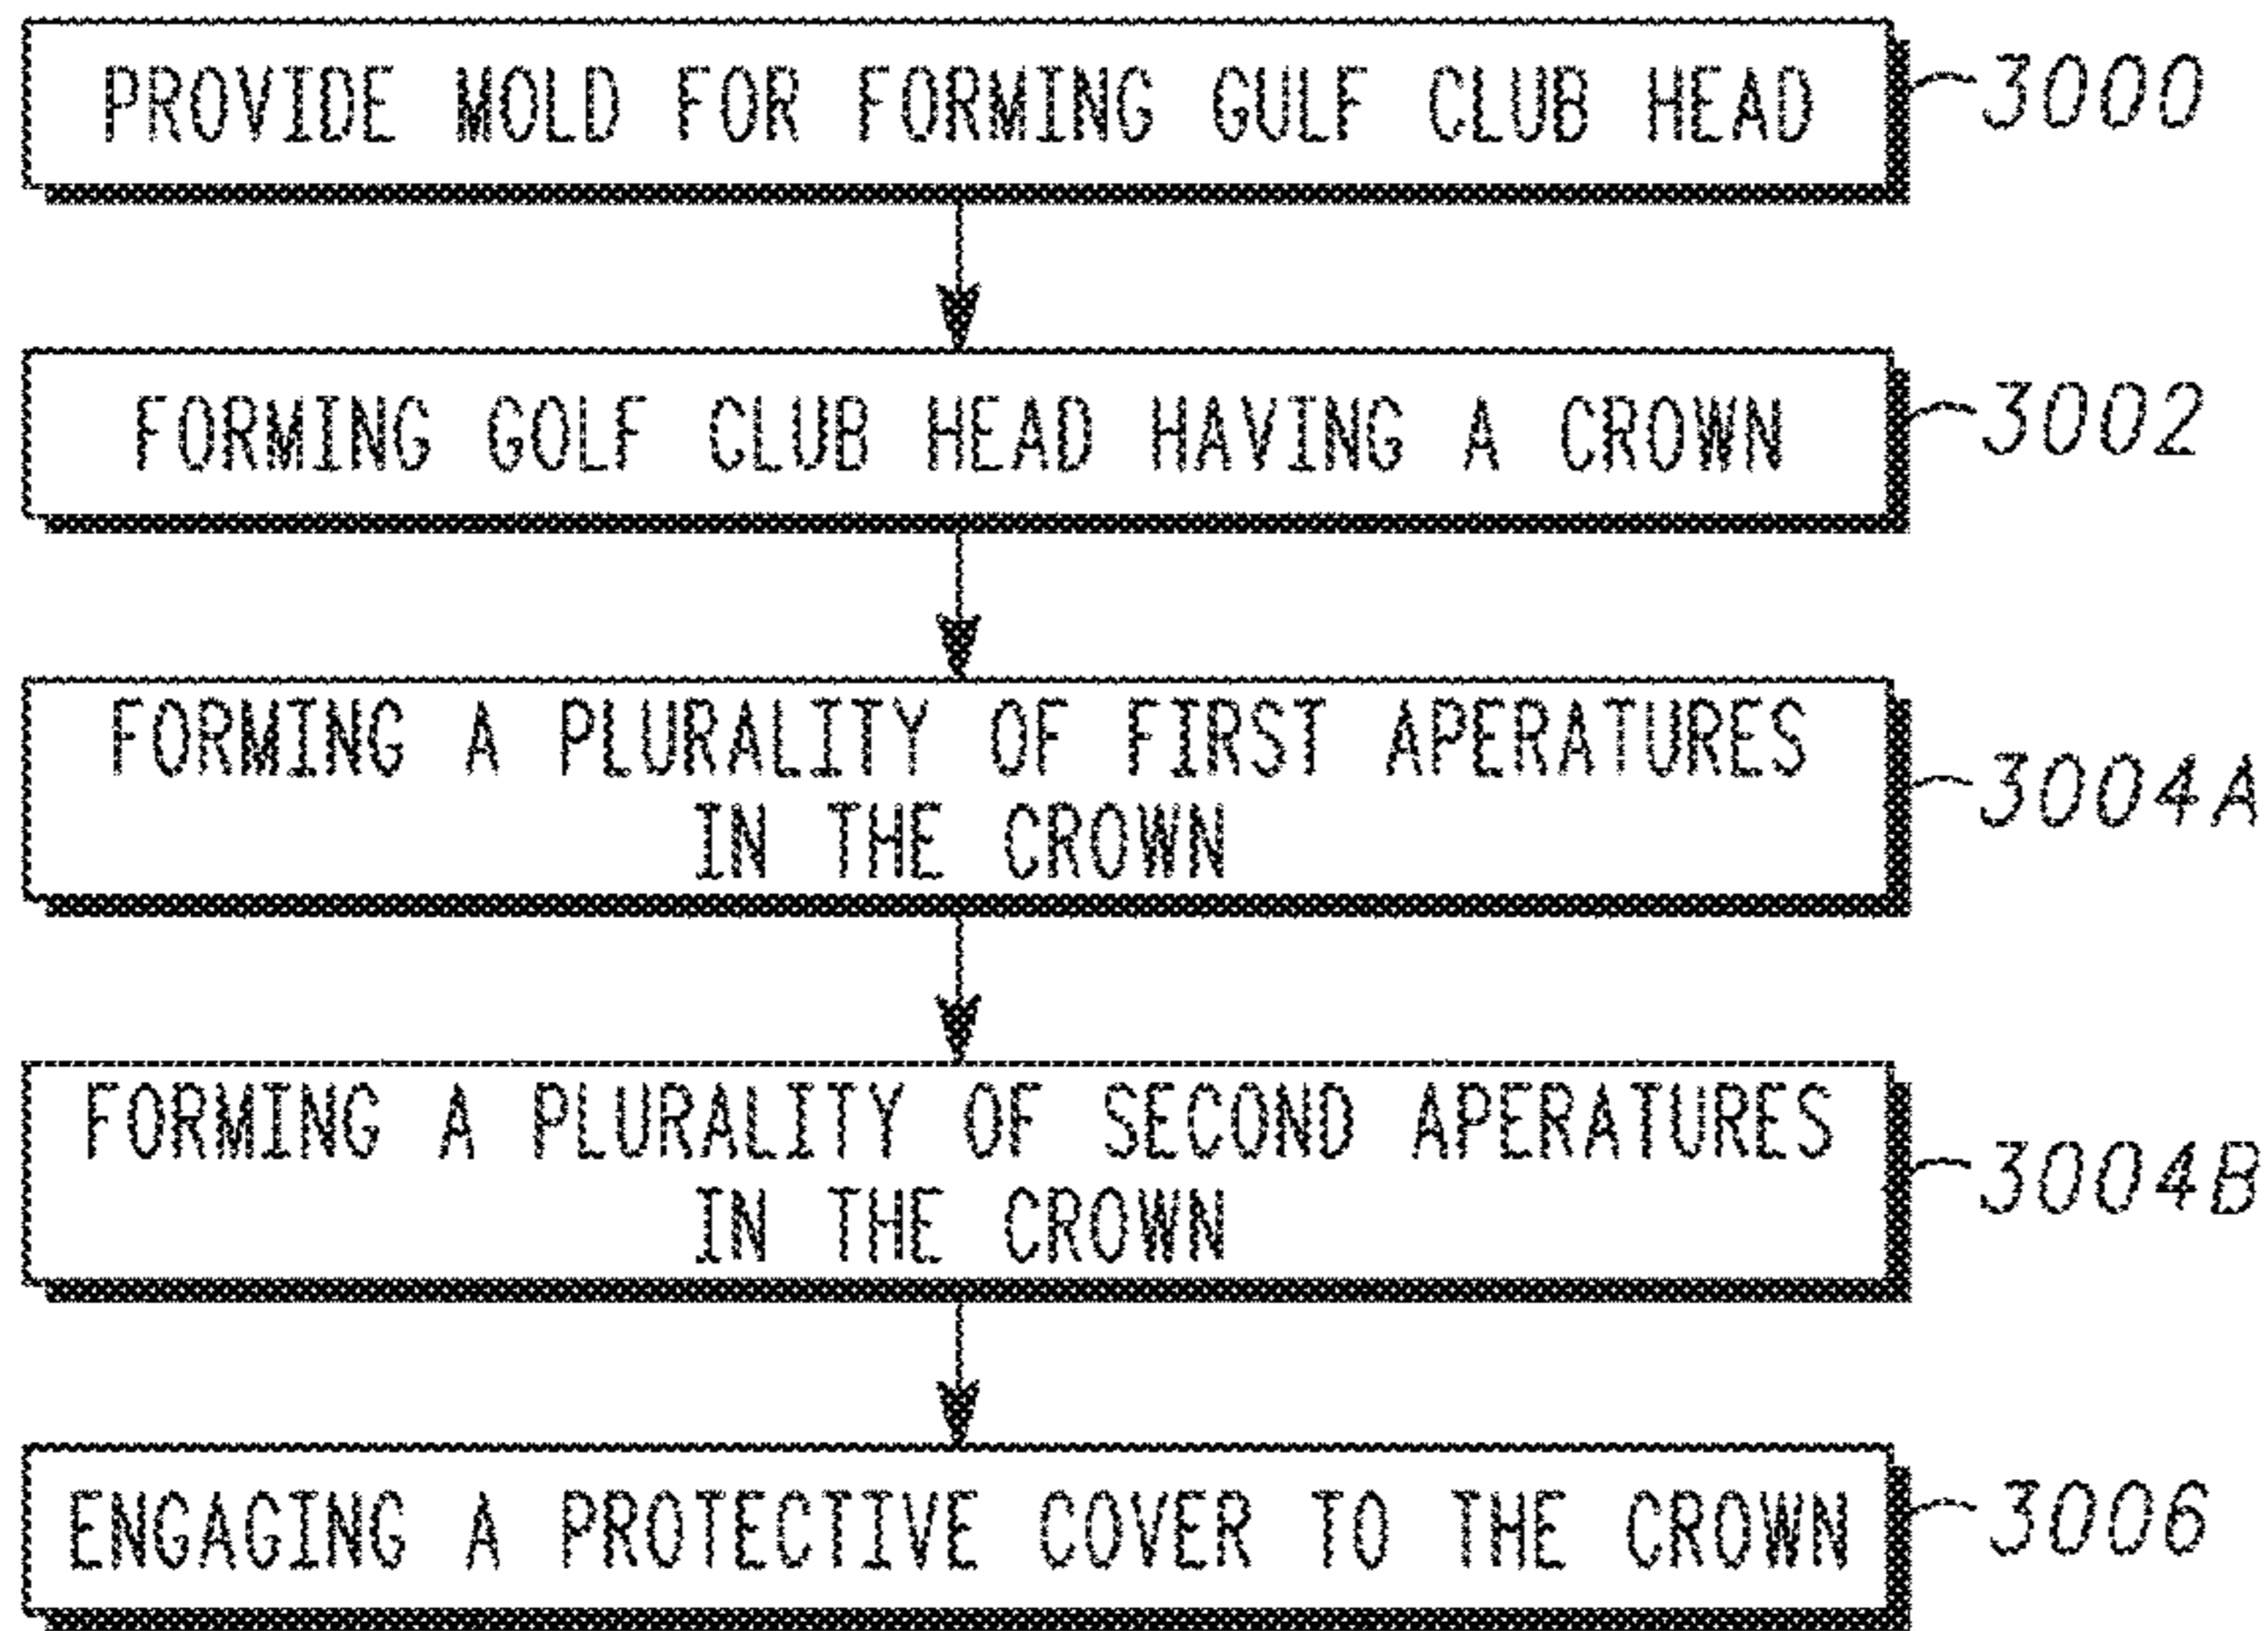 PROVIDE MOLD FOR FORMING GULF CLUB HEAD
3000
FORMING GOLF CLUB HEAD HAVING A CROWN
3002
FORMING A PLURALITY OF FIRST APERATURES
IN THE CROWN
3004A
FORMING A PLURALITY OF SECOND APERATURES
IN THE CROWN
3004B
ENGAGING A PROTECTIVE COVER TO THE CROWN
3006